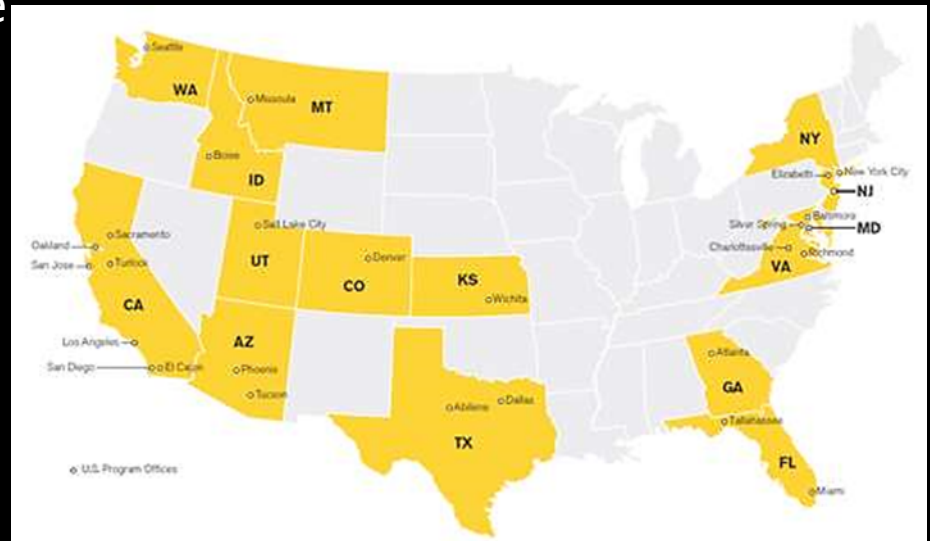 e
Seattle
WA
Missoula
MT
Boise
ID
NY
Elizabeth
New York City
NJ
Salt Lake City
Baltimore
Silver Spring
MD
Sacramento
Oakland
San Jose
Turlock
UT
Denver
CO
Charlottesville
Richmond
VA
KS
Wichita
CA
Los Angeles
AZ
San Diego
El Cajon
Phoenix
Tucson
Atlanta
GA
Abilene
Dallas
TX
Tallahassee
FL
Miami
U.S. Program Offices